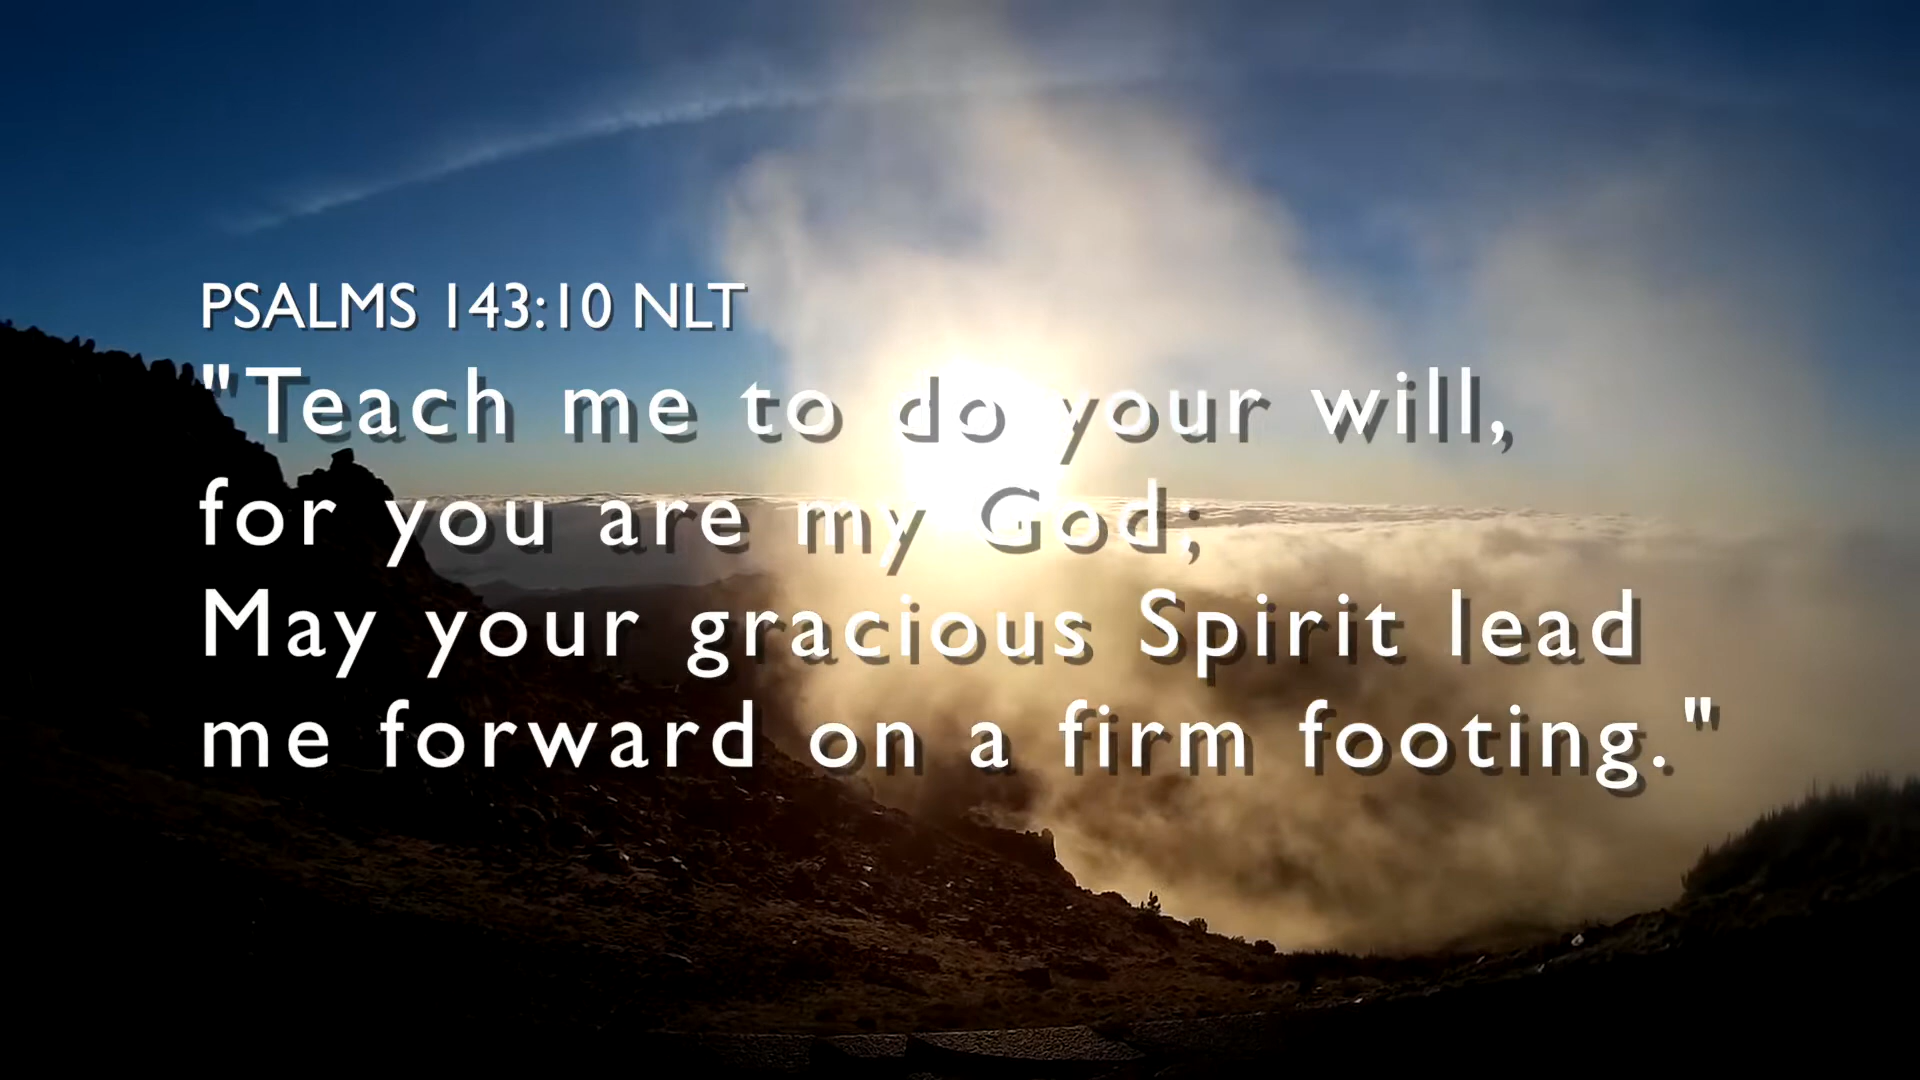 PSALMS 143:10 NLT
"Teach me to do your will,
for you are my God;
May your gracious Spirit lead
me forward on a firm footing."